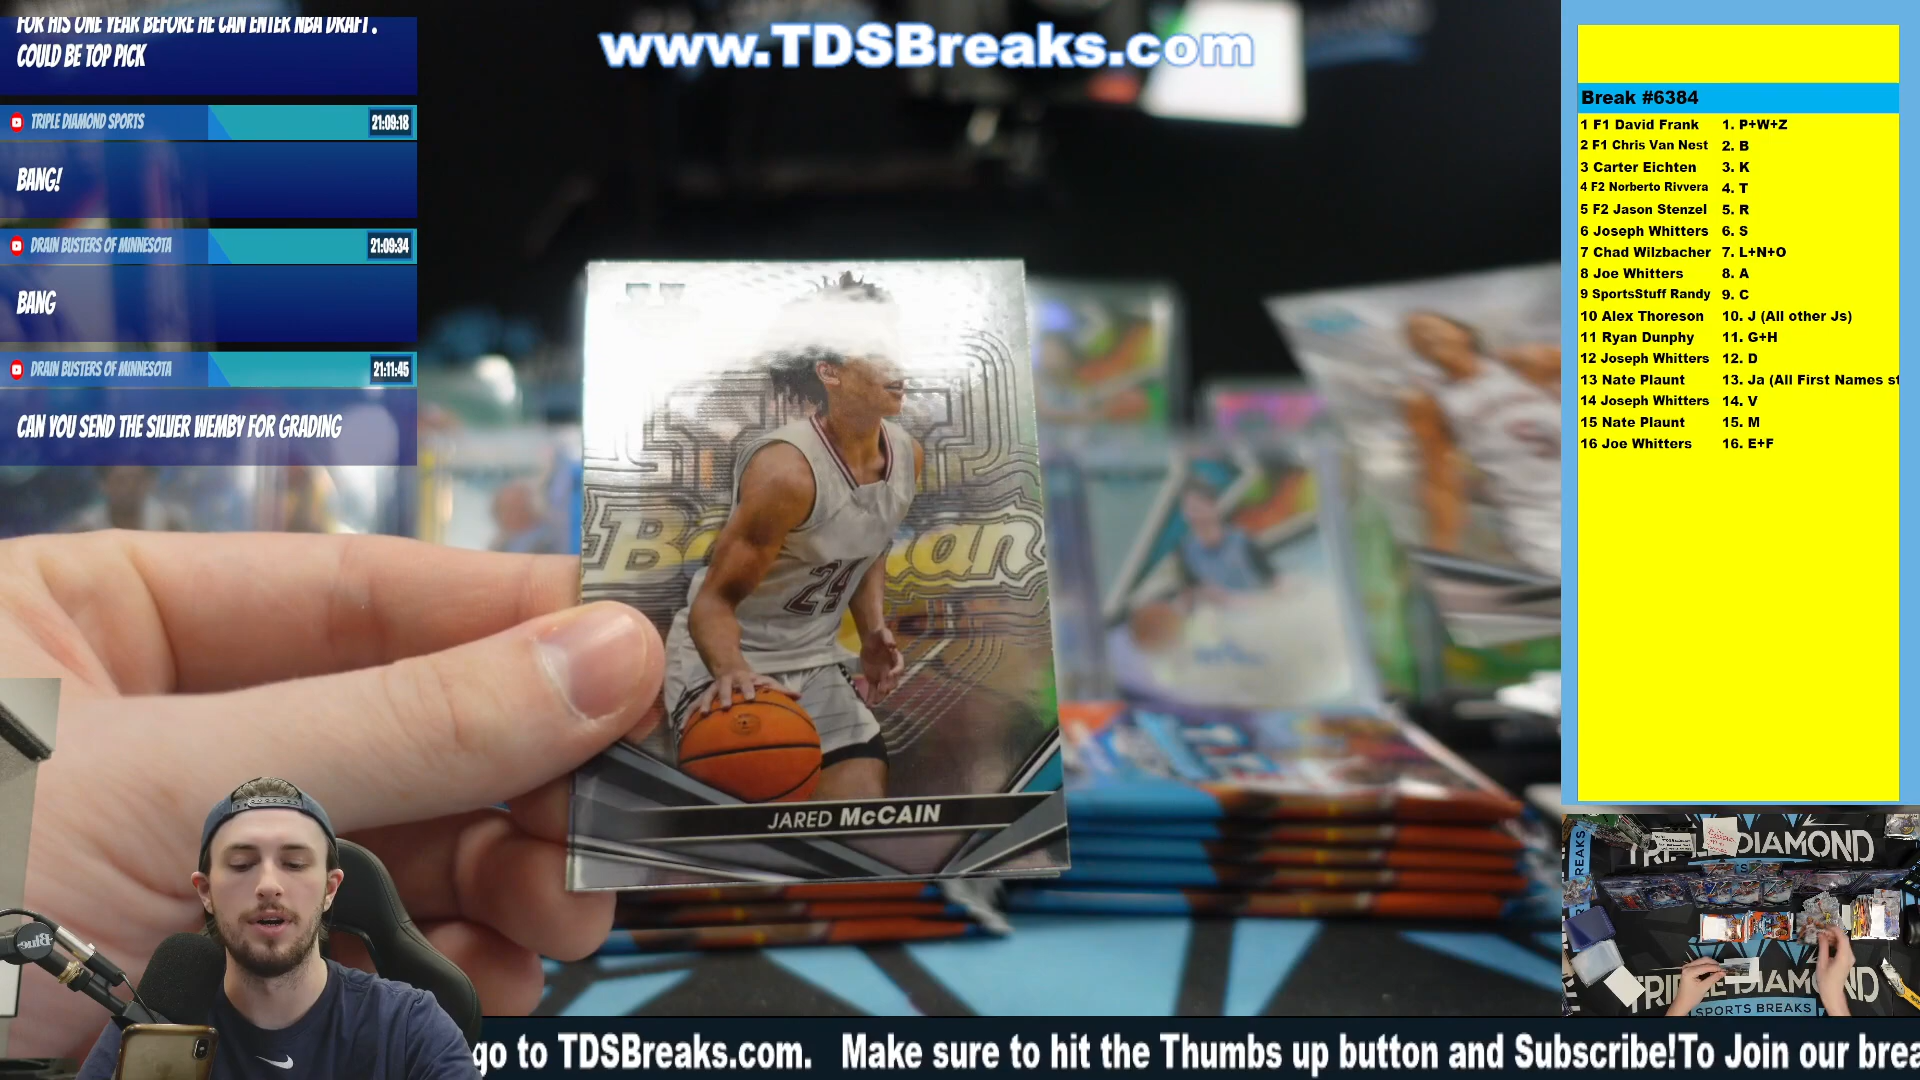 FOR HIS ONE YEAR BEFORE HE CAN ENTER NBA DRAFT .
COULD BE TOP PICK
TRIPLE DIAMOND SPORTS 21:09:18
BANG!
DRAIN BUSTERS OF MINNESOTA 21:09:34
BANG
DRAIN BUSTERS OF MINNESOTA 21:11:45
CAN YOU SEND THE SILVER WEMBY FOR GRADING
www.TDSBreaks.com
Bowman
24
JARED McCAIN
Break #6384
1 F1 David Frank 1. P+W+Z
2 F1 Chris Van Nest 2. B
3 Carter Eichten 3. K
4 F2 Norberto Rivvera 4. T
5 F2 Jason Stenzel 5. R
6 Joseph Whitters 6. S
7 Chad Wilzbacher 7. L+N+O
8 Joe Whitters 8. A
9 SportsStuff Randy 9. C
10 Alex Thoreson 10. J (All other Js)
11 Ryan Dunphy 11. G+H
12 Joseph Whitters 12. D
13 Nate Plaunt 13. Ja (All First Names st
14 Joseph Whitters 14. V
15 Nate Plaunt 15. M
16 Joe Whitters 16. E+F
BREAKS
TRIPLE DIAMOND
TRIPLE DIAMOND
SPORTS BREAKS
Blue
go to TDSBreaks.com. Make sure to hit the Thumbs up button and Subscribe!To Join our brea